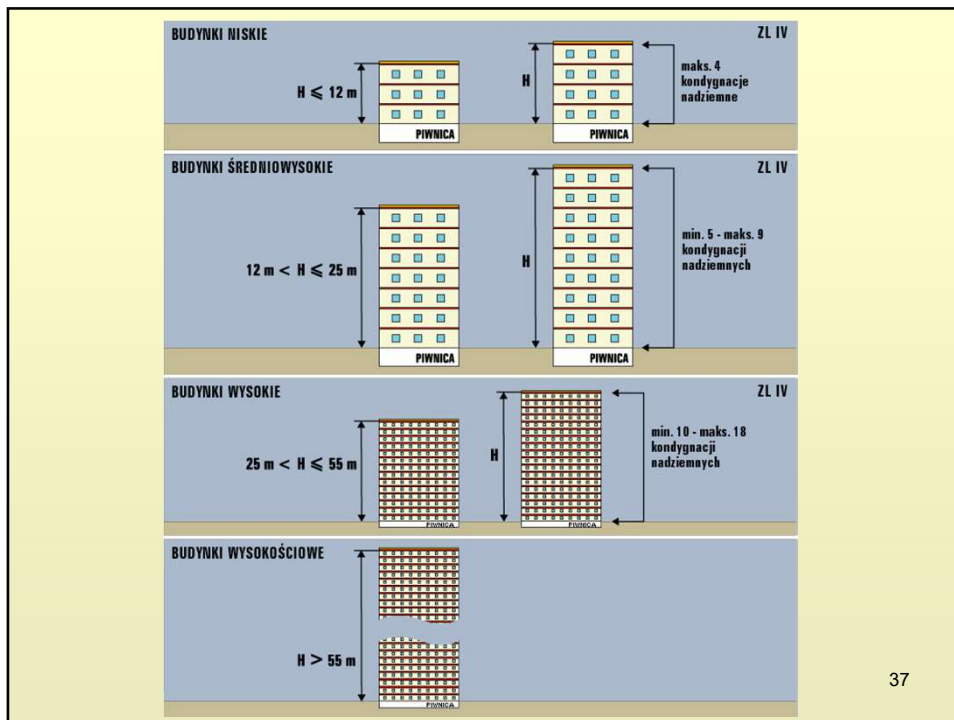 BUDYNKI NISKIE
ZL IV
H ⩽ 12 m
H
maks. 4
kondygnacje
nadziemne
PIWNICA
PIWNICA
BUDYNKI ŚREDNIOWYSOKIE
ZL IV
12 m < H ⩽ 25 m
H
min. 5 - maks. 9
kondygnacji
nadziemnych
PIWNICA
PIWNICA
BUDYNKI WYSOKIE
ZL IV
25 m < H ⩽ 55 m
H
min. 10 - maks. 18
kondygnacji
nadziemnych
PIWNICA
PIWNICA
BUDYNKI WYSOKOŚCIOWE
H > 55 m
PIWNICA
37